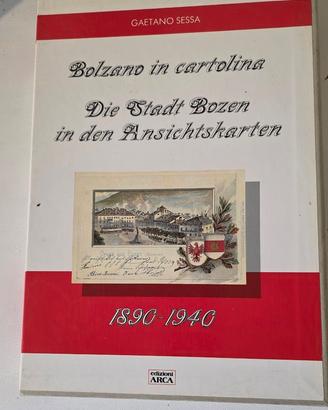 GAETANO SESSA
Bolzano in cartolina
Die Stadt Bozen
in den Ansichtskarten
1890-1940
edizioni
ARCA